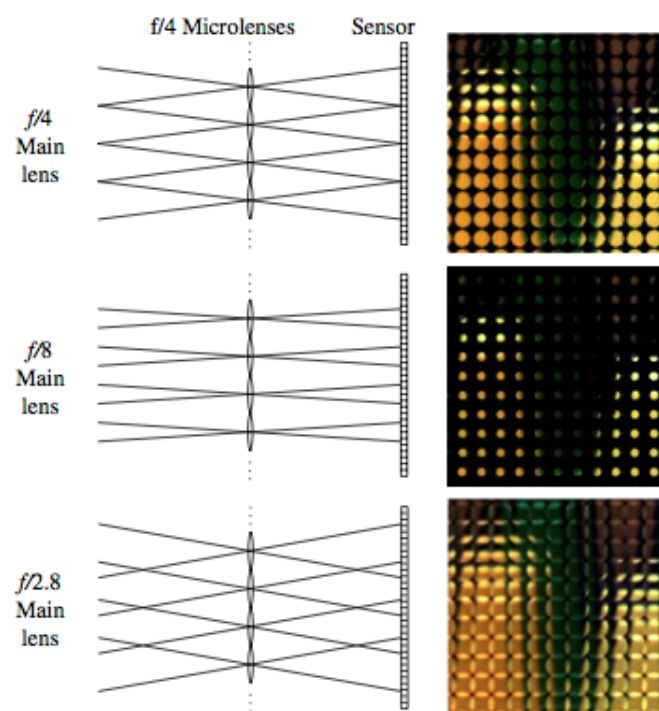 f/4 Microlenses
Sensor
f/4
Main
lens
f/8
Main
lens
f/2.8
Main
lens